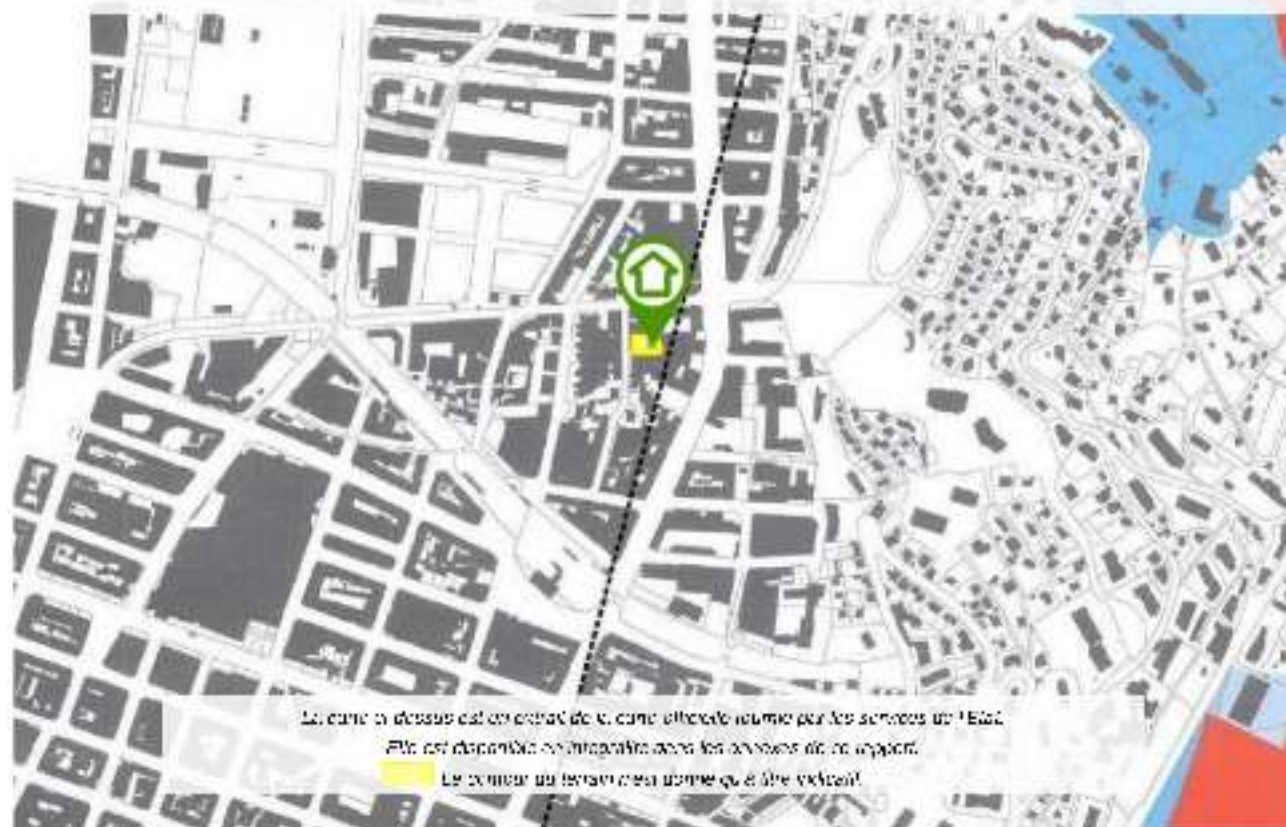 La carte ci-dessus est un extrait de la carte officielle fournie par les services de l'Etat.
Elle est disponible en intégralité dans les annexes de ce rapport.
Le contour du terrain n'est donné qu'à titre indicatif.